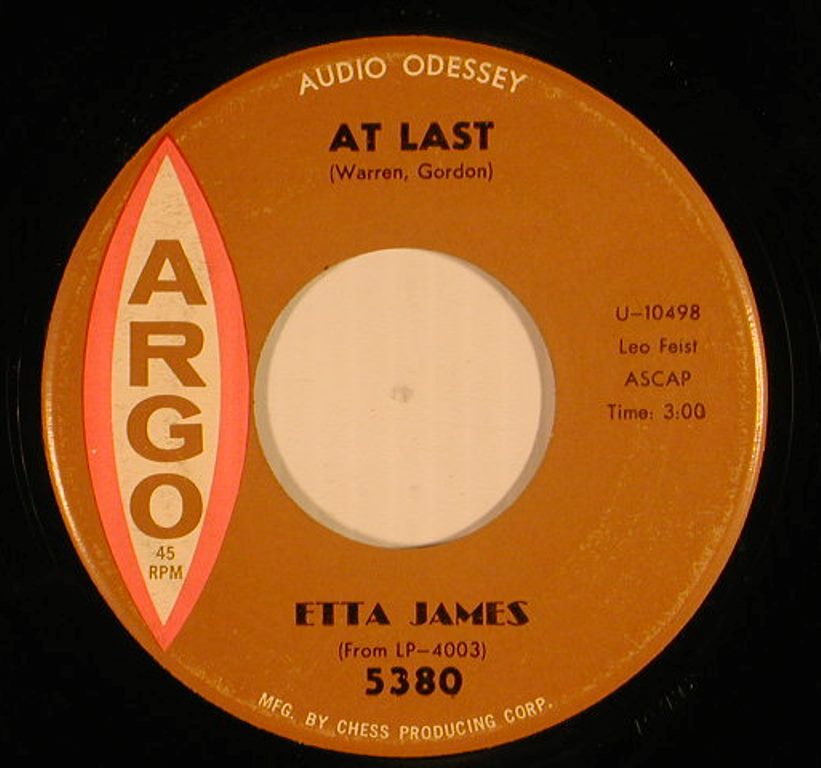 AUDIO ODESSEY
AT LAST
(Warren, Gordon)
ARGO
45
RPM
U-10498
Leo Feist
ASCAP
Time: 3:00
ETTA JAMES
(From LP-4003)
5380
MFG. BY CHESS PRODUCING CORP.